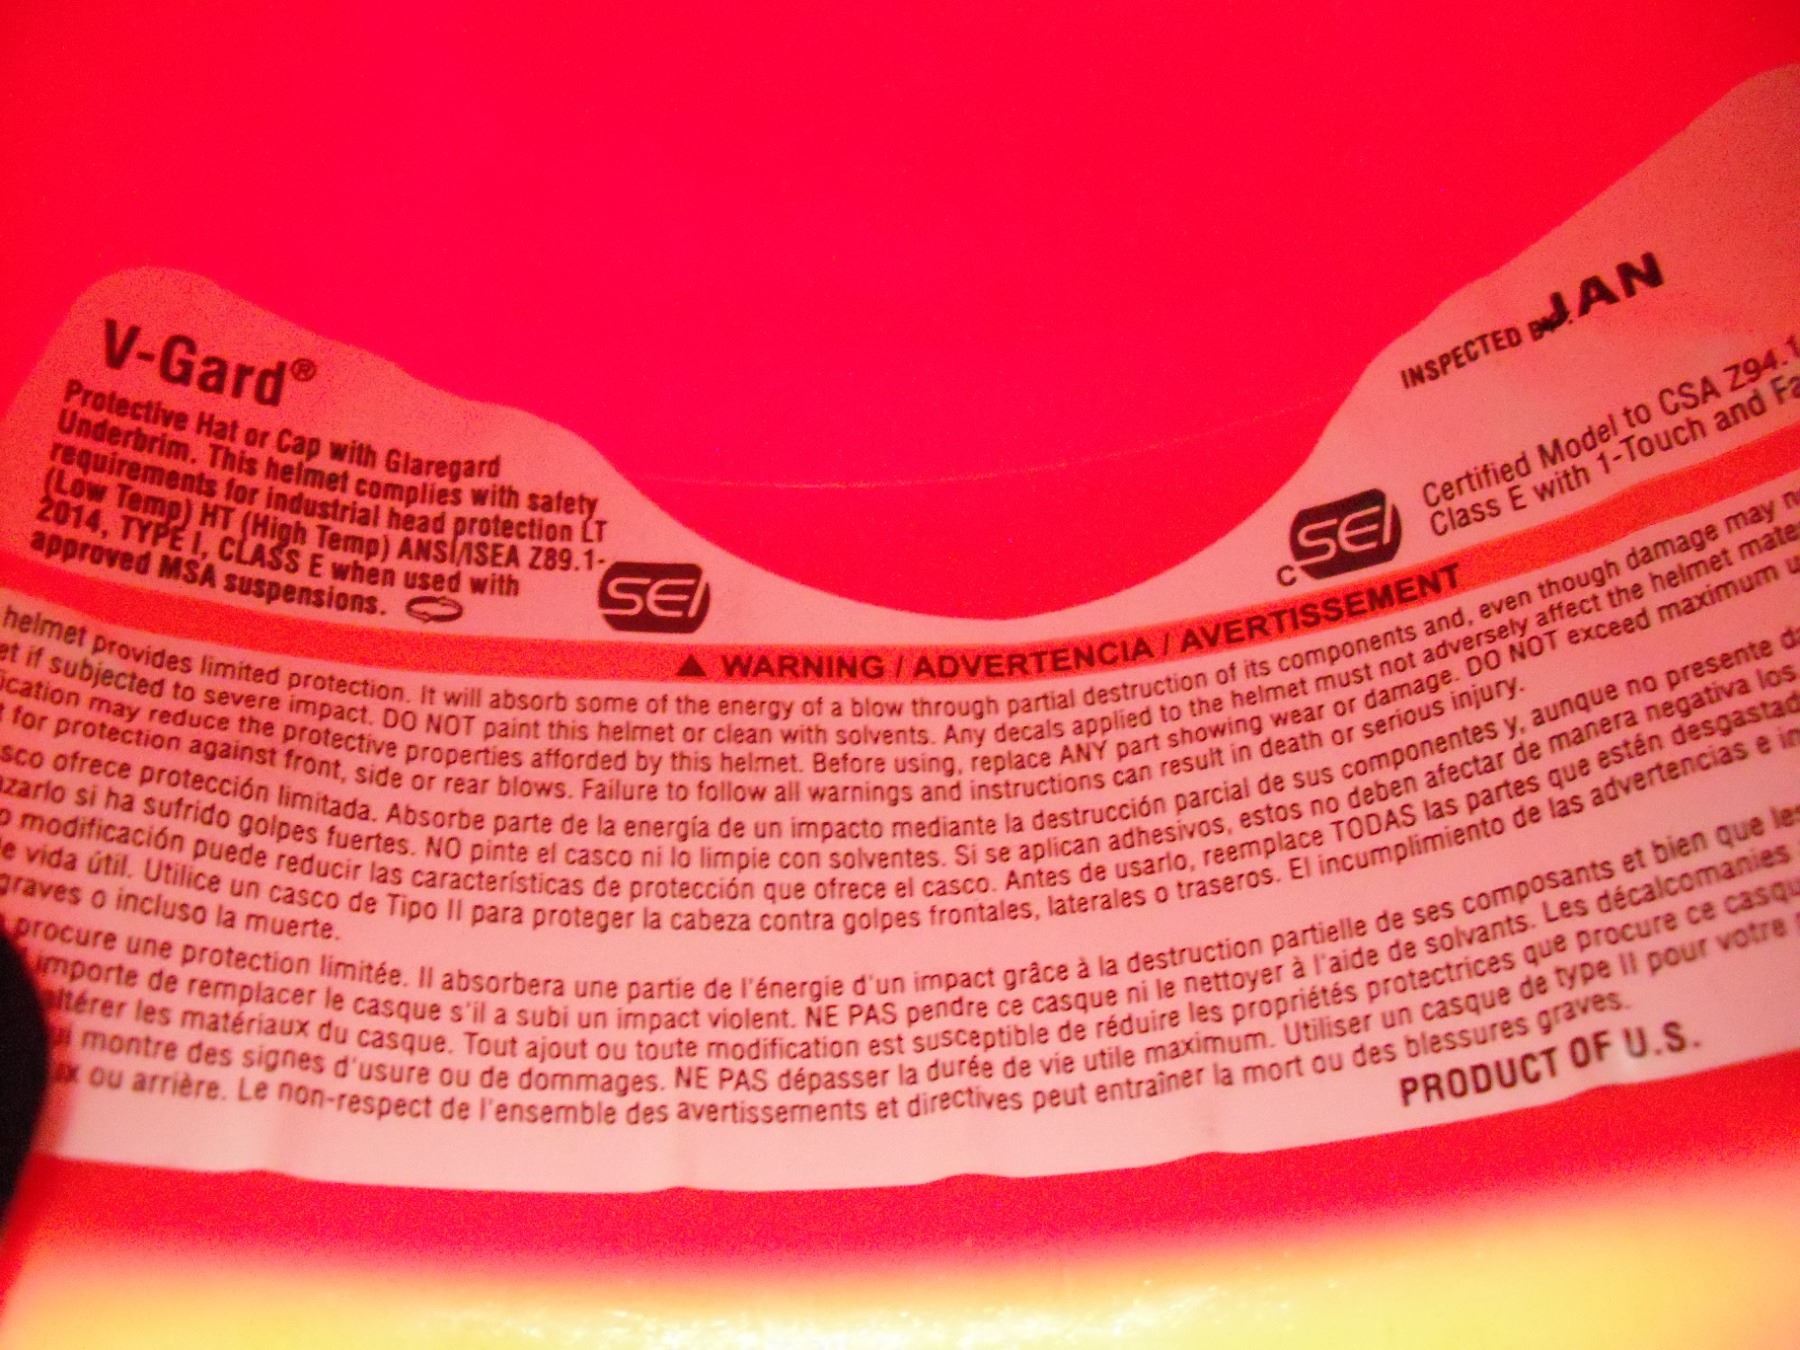 V-Gard®
Protective Hat or Cap with Glaregard
Underbrim. This helmet complies with safety
requirements for industrial head protection LT
(Low Temp) HT (High Temp) ANSI/ISEA Z89.1-
2014, TYPE I, CLASS E when used with
approved MSA suspensions.
SEI
INSPECTED JAN
C SEI
Certified Model to CSA Z94.1
Class E with 1-Touch and
▲ WARNING / ADVERTENCIA / AVERTISSEMENT
helmet provides limited protection. It will absorb some of the energy of a blow through partial destruction of its components and, even though damage may
if subjected to severe impact. DO NOT paint this helmet or clean with solvents. Any decals applied to the helmet must not adversely affect the helmet
may reduce the protective properties afforded by this helmet. Before using, replace ANY part showing wear or damage. DO NOT exceed maximum
for protection against front, side or rear blows. Failure to follow all warnings and instructions can result in death or serious injury.
ofrece protección limitada. Absorbe parte de la energía de un impacto mediante la destrucción parcial de sus componentes y, aunque no presente
si ha sufrido golpes fuertes. NO pinte el casco ni lo limpie con solventes. Si se aplican adhesivos, estos no deben afectar de manera negativa los
modificación puede reducir las características de protección que ofrece el casco. Antes de usarlo, reemplace TODAS las partes que estén
vida útil. Utilice un casco de Tipo II para proteger la cabeza contra golpes frontales, laterales o traseros. El incumplimiento de las advertencias e
graves o incluso la muerte.
procure une protection limitée. Il absorbera une partie de l'énergie d'un impact grâce à la destruction partielle de ses composants et bien que
importe de remplacer le casque s'il a subi un impact violent. NE PAS pendre ce casque ni le nettoyer à l'aide de solvants. Les décalcomanies
altérer les matériaux du casque. Tout ajout ou toute modification est susceptible de réduire les propriétés protectrices que procure ce
montre des signes d'usure ou de dommages. NE PAS dépasser la durée de vie utile maximum. Utiliser un casque de type II pour votre
ou arrière. Le non-respect de l'ensemble des avertissements et directives peut entraîner la mort ou des blessures graves.
PRODUCT OF U.S.